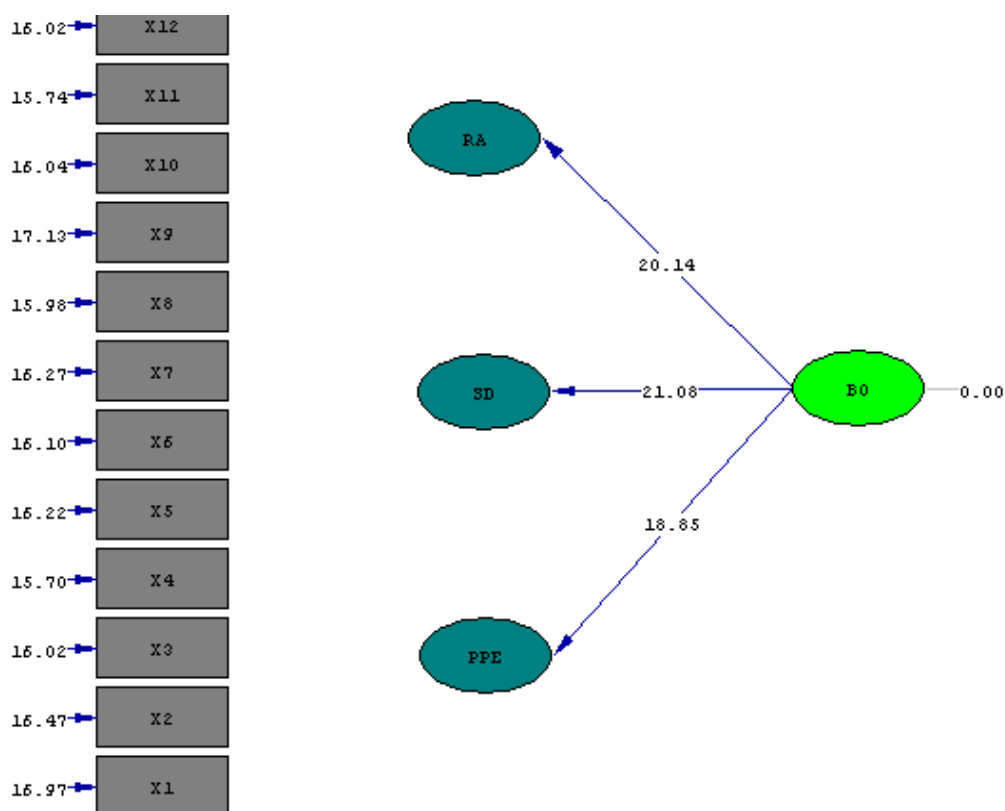 16.02 X12
15.74 X11
RA
16.04 X10
17.13 X9
20.14
15.98 X8
16.27 X7
SD 21.08 BO 0.00
16.10 X6
16.22 X5
18.85
15.70 X4
16.02 X3
PPE
16.47 X2
16.97 X1